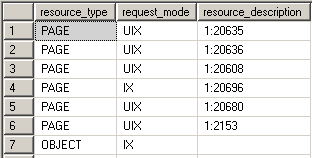 resource_type request_mode resource_description
1 PAGE UIX 1:20635
2 PAGE UIX 1:20636
3 PAGE UIX 1:20608
4 PAGE IX 1:20696
5 PAGE UIX 1:20680
6 PAGE UIX 1:2153
7 OBJECT IX